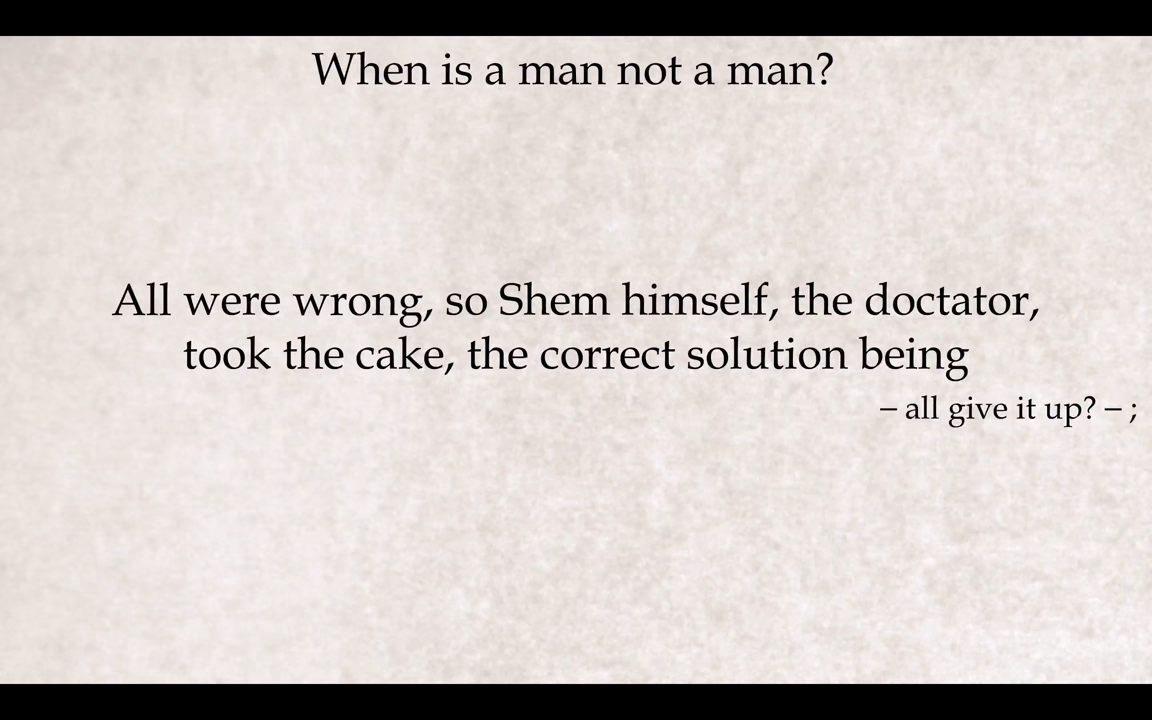 When is a man not a man?
All were wrong, so Shem himself, the doctator,
took the cake, the correct solution being
– all give it up? – ;